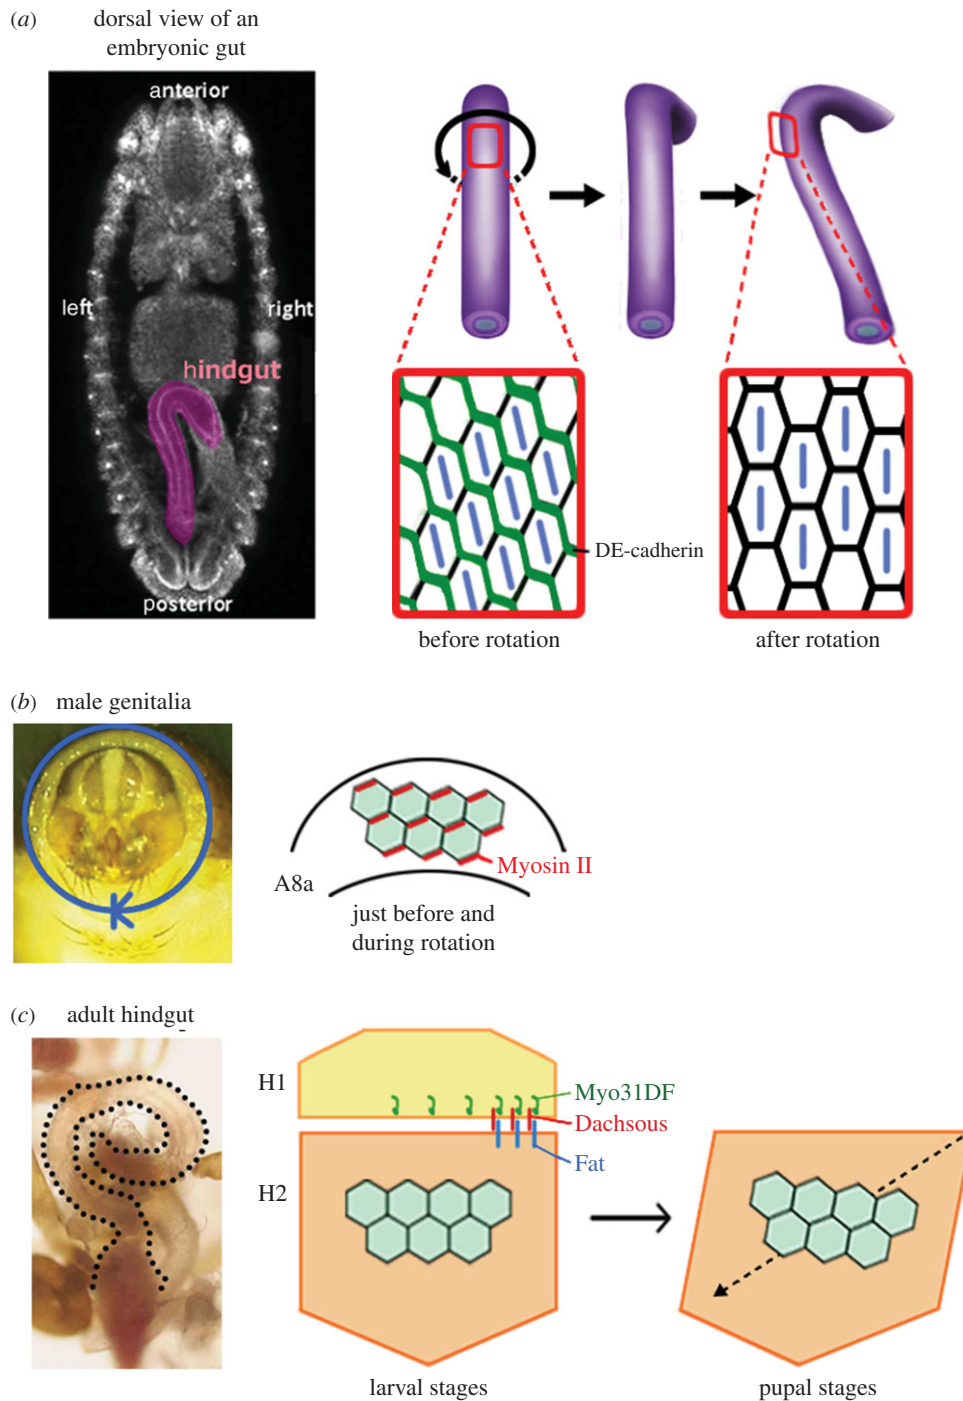 (a) dorsal view of an
embryonic gut
anterior
left
right
hindgut
posterior
DE-cadherin
before rotation
after rotation
(b) male genitalia
A8a
Myosin II
just before and
during rotation
(c) adult hindgut
H1
Myo31DF
Dachsous
Fat
H2
larval stages
pupal stages